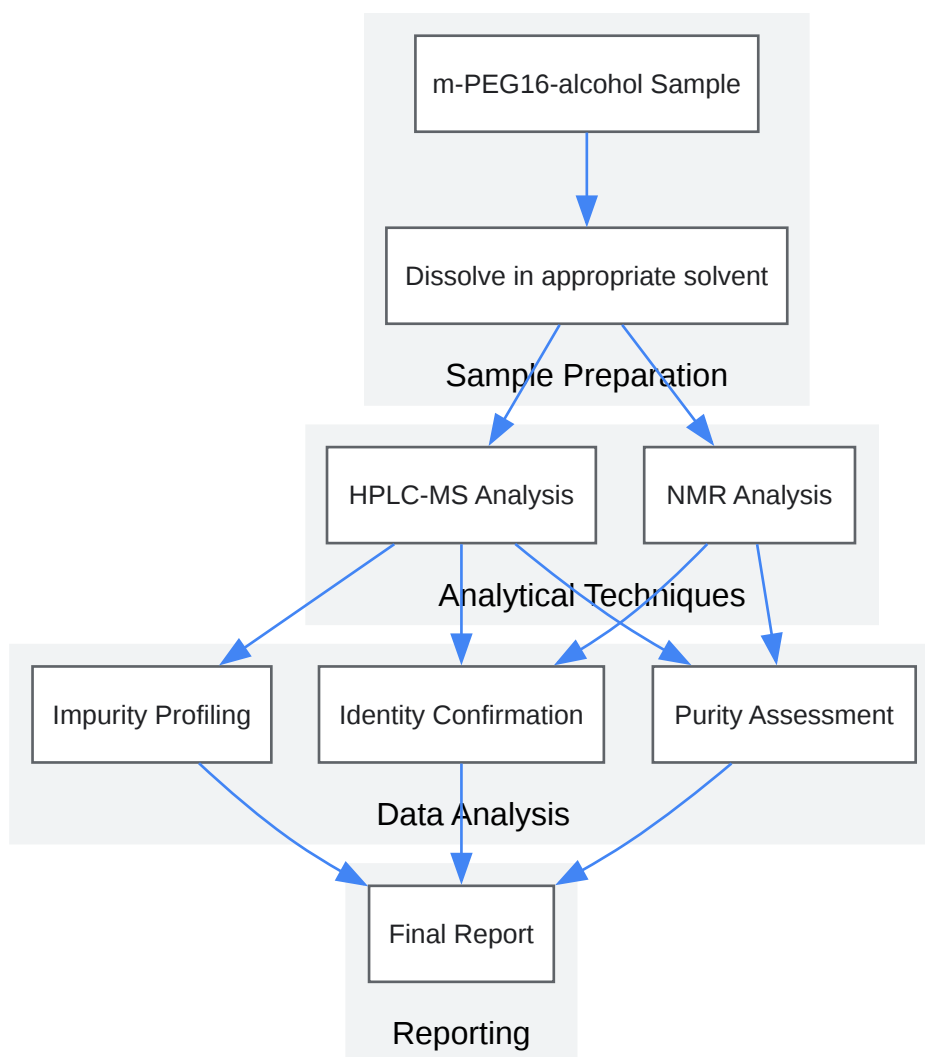 m-PEG16-alcohol Sample
Dissolve in appropriate solvent
Sample Preparation
HPLC-MS Analysis
NMR Analysis
Analytical Techniques
Impurity Profiling
Identity Confirmation
Purity Assessment
Data Analysis
Final Report
Reporting